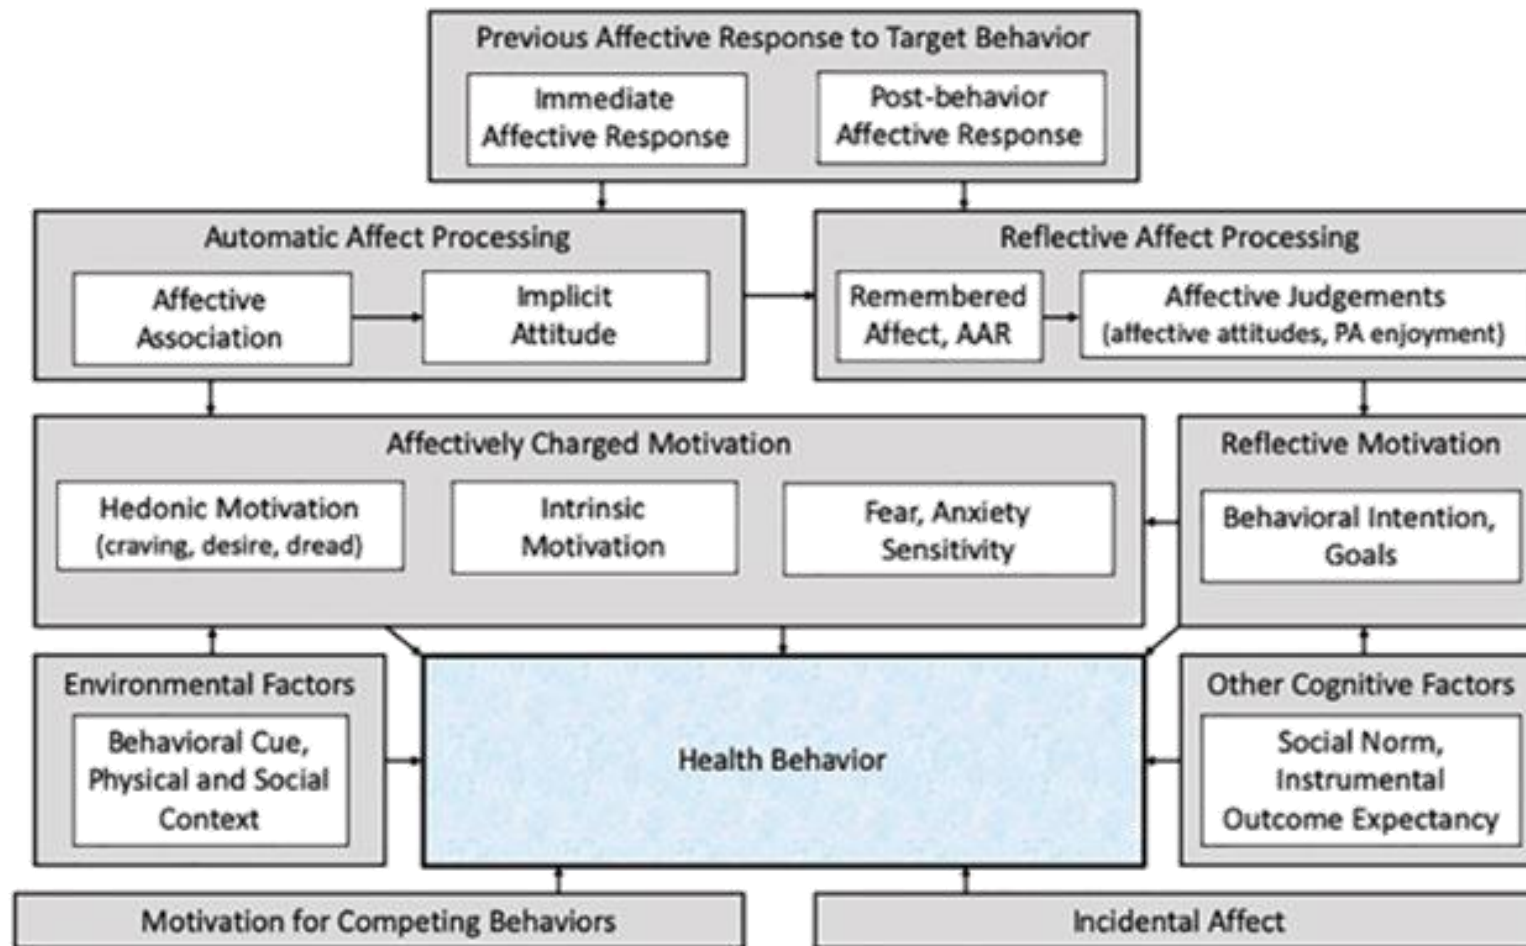 Previous Affective Response to Target Behavior
Immediate
Affective Response
Post-behavior
Affective Response
Automatic Affect Processing
Affective
Association
Implicit
Attitude
Reflective Affect Processing
Remembered
Affect, AAR
Affective Judgements
(affective attitudes, PA enjoyment)
Affectively Charged Motivation
Hedonic Motivation
(craving, desire, dread)
Intrinsic
Motivation
Fear, Anxiety
Sensitivity
Reflective Motivation
Behavioral Intention,
Goals
Environmental Factors
Behavioral Cue,
Physical and Social
Context
Health Behavior
Other Cognitive Factors
Social Norm,
Instrumental
Outcome Expectancy
Motivation for Competing Behaviors
Incidental Affect